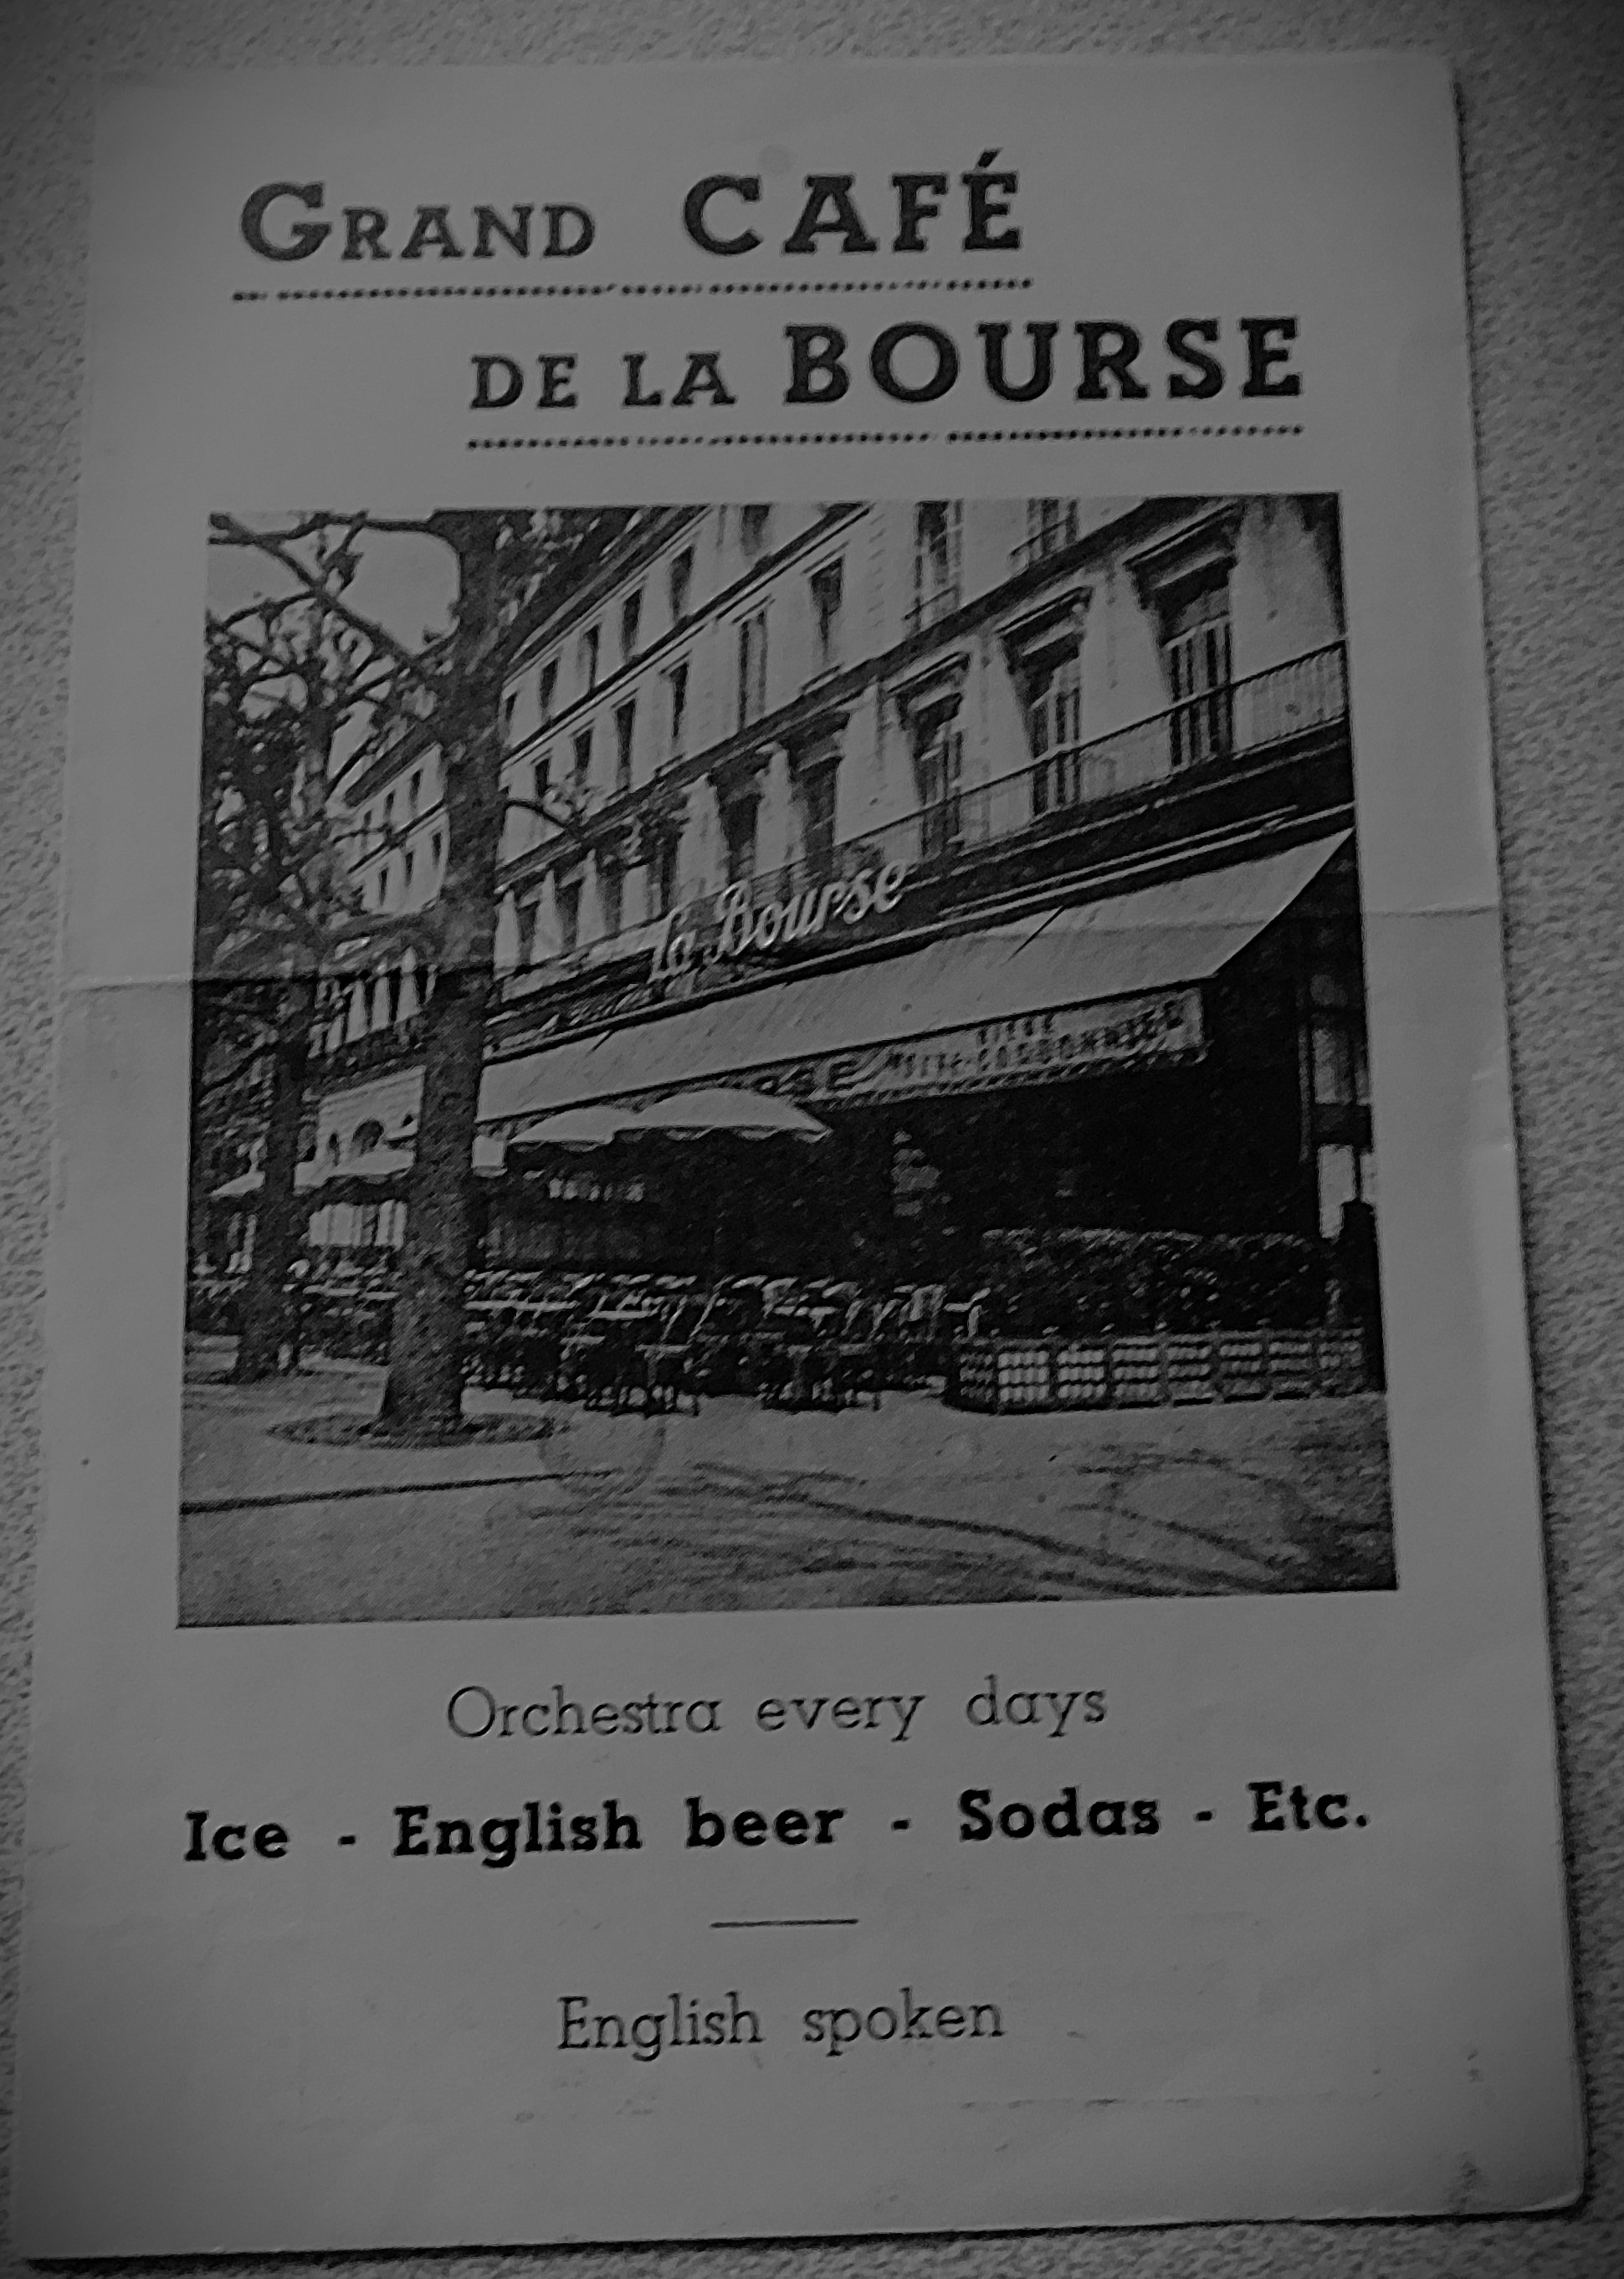 GRAND CAFÉ
DE LA BOURSE
la Bourse
Orchestra every days
Ice - English beer - Sodas - Etc.
English spoken